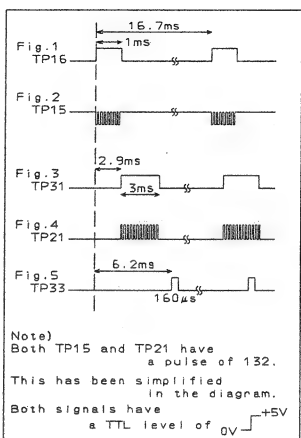 16.7ms
1ms
Fig.1
TP16
Fig.2
TP15
2.9ms
Fig.3
TP31
3ms
Fig.4
TP21
6.2ms
Fig.5
TP33
160μs
Note)
Both TP15 and TP21 have
a pulse of 132.
This has been simplified
in the diagram.
Both signals have
a TTL level of 0V +5V